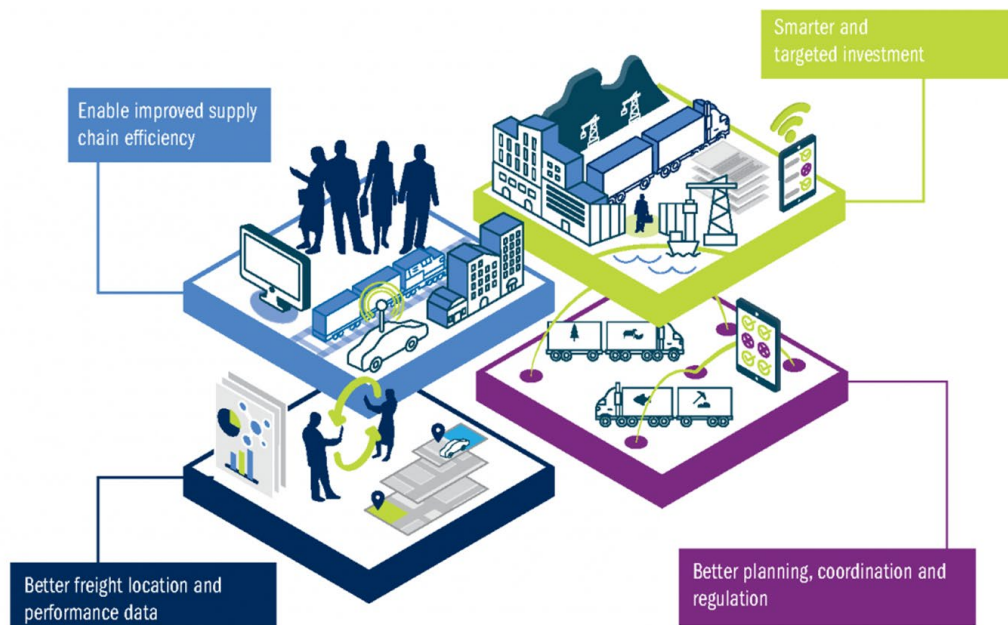 Smarter and
targeted investment
Enable improved supply
chain efficiency
Better freight location and
performance data
Better planning, coordination and
regulation